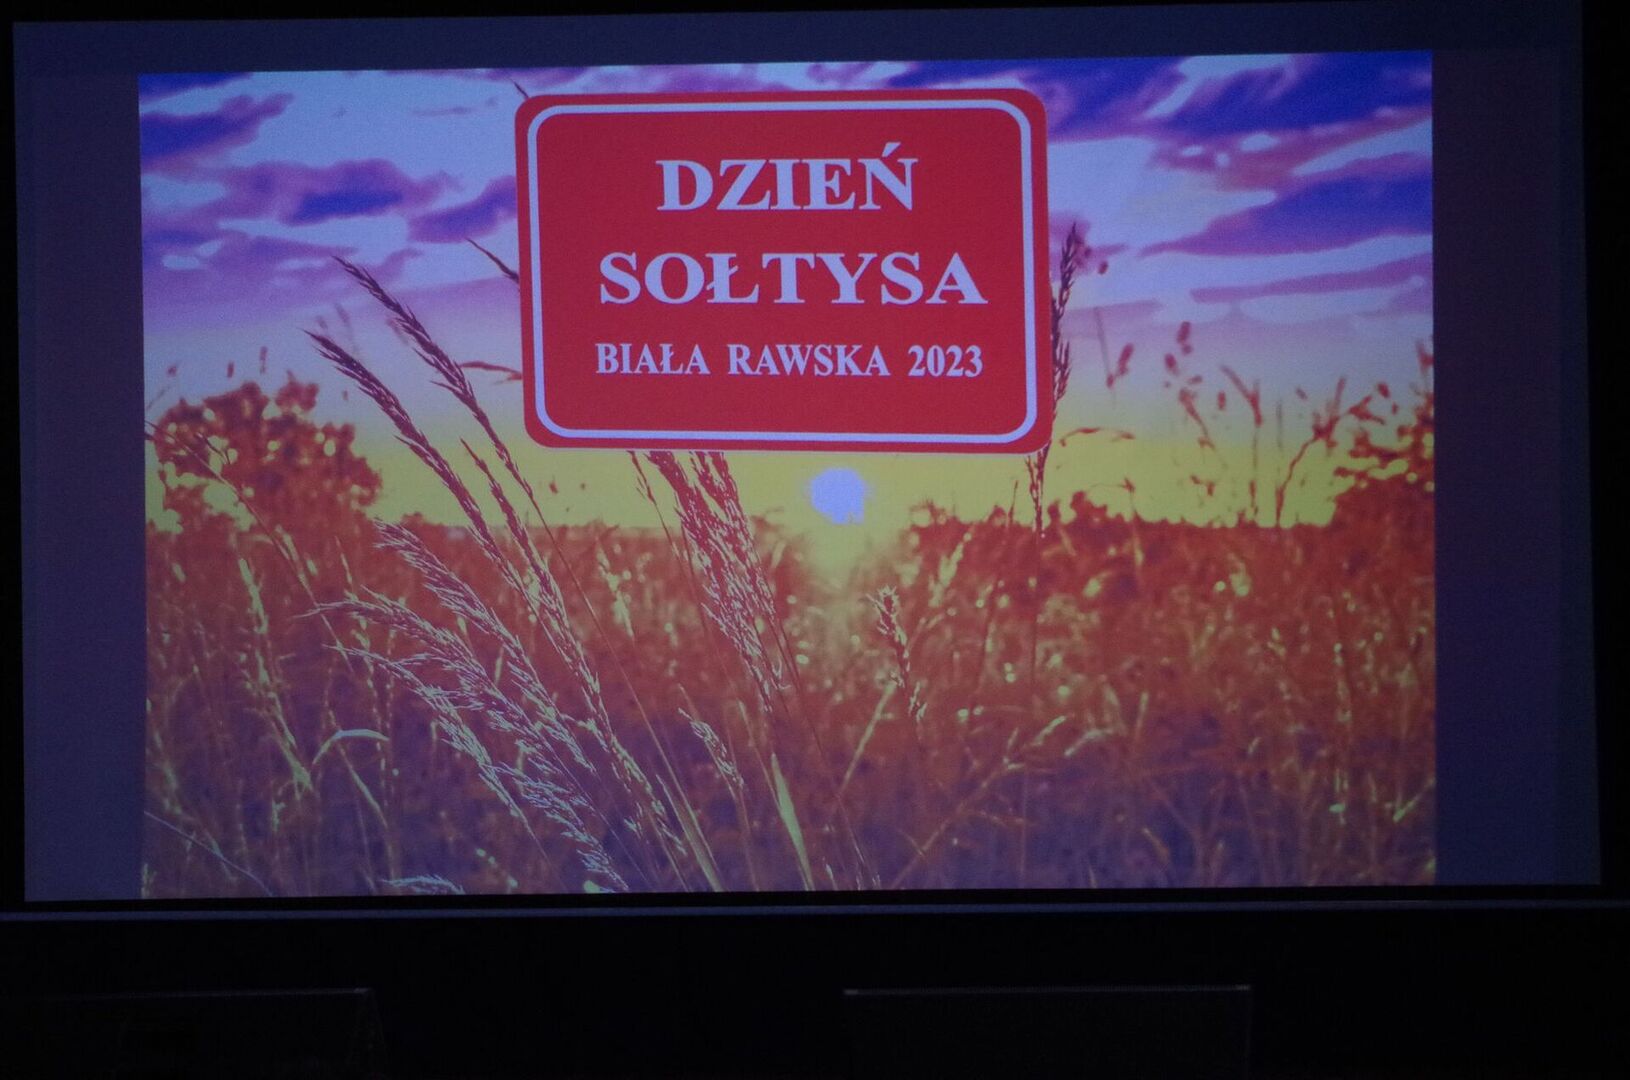 DZIEŃ
SOŁTYSA
BIAŁA RAWSKA 2023